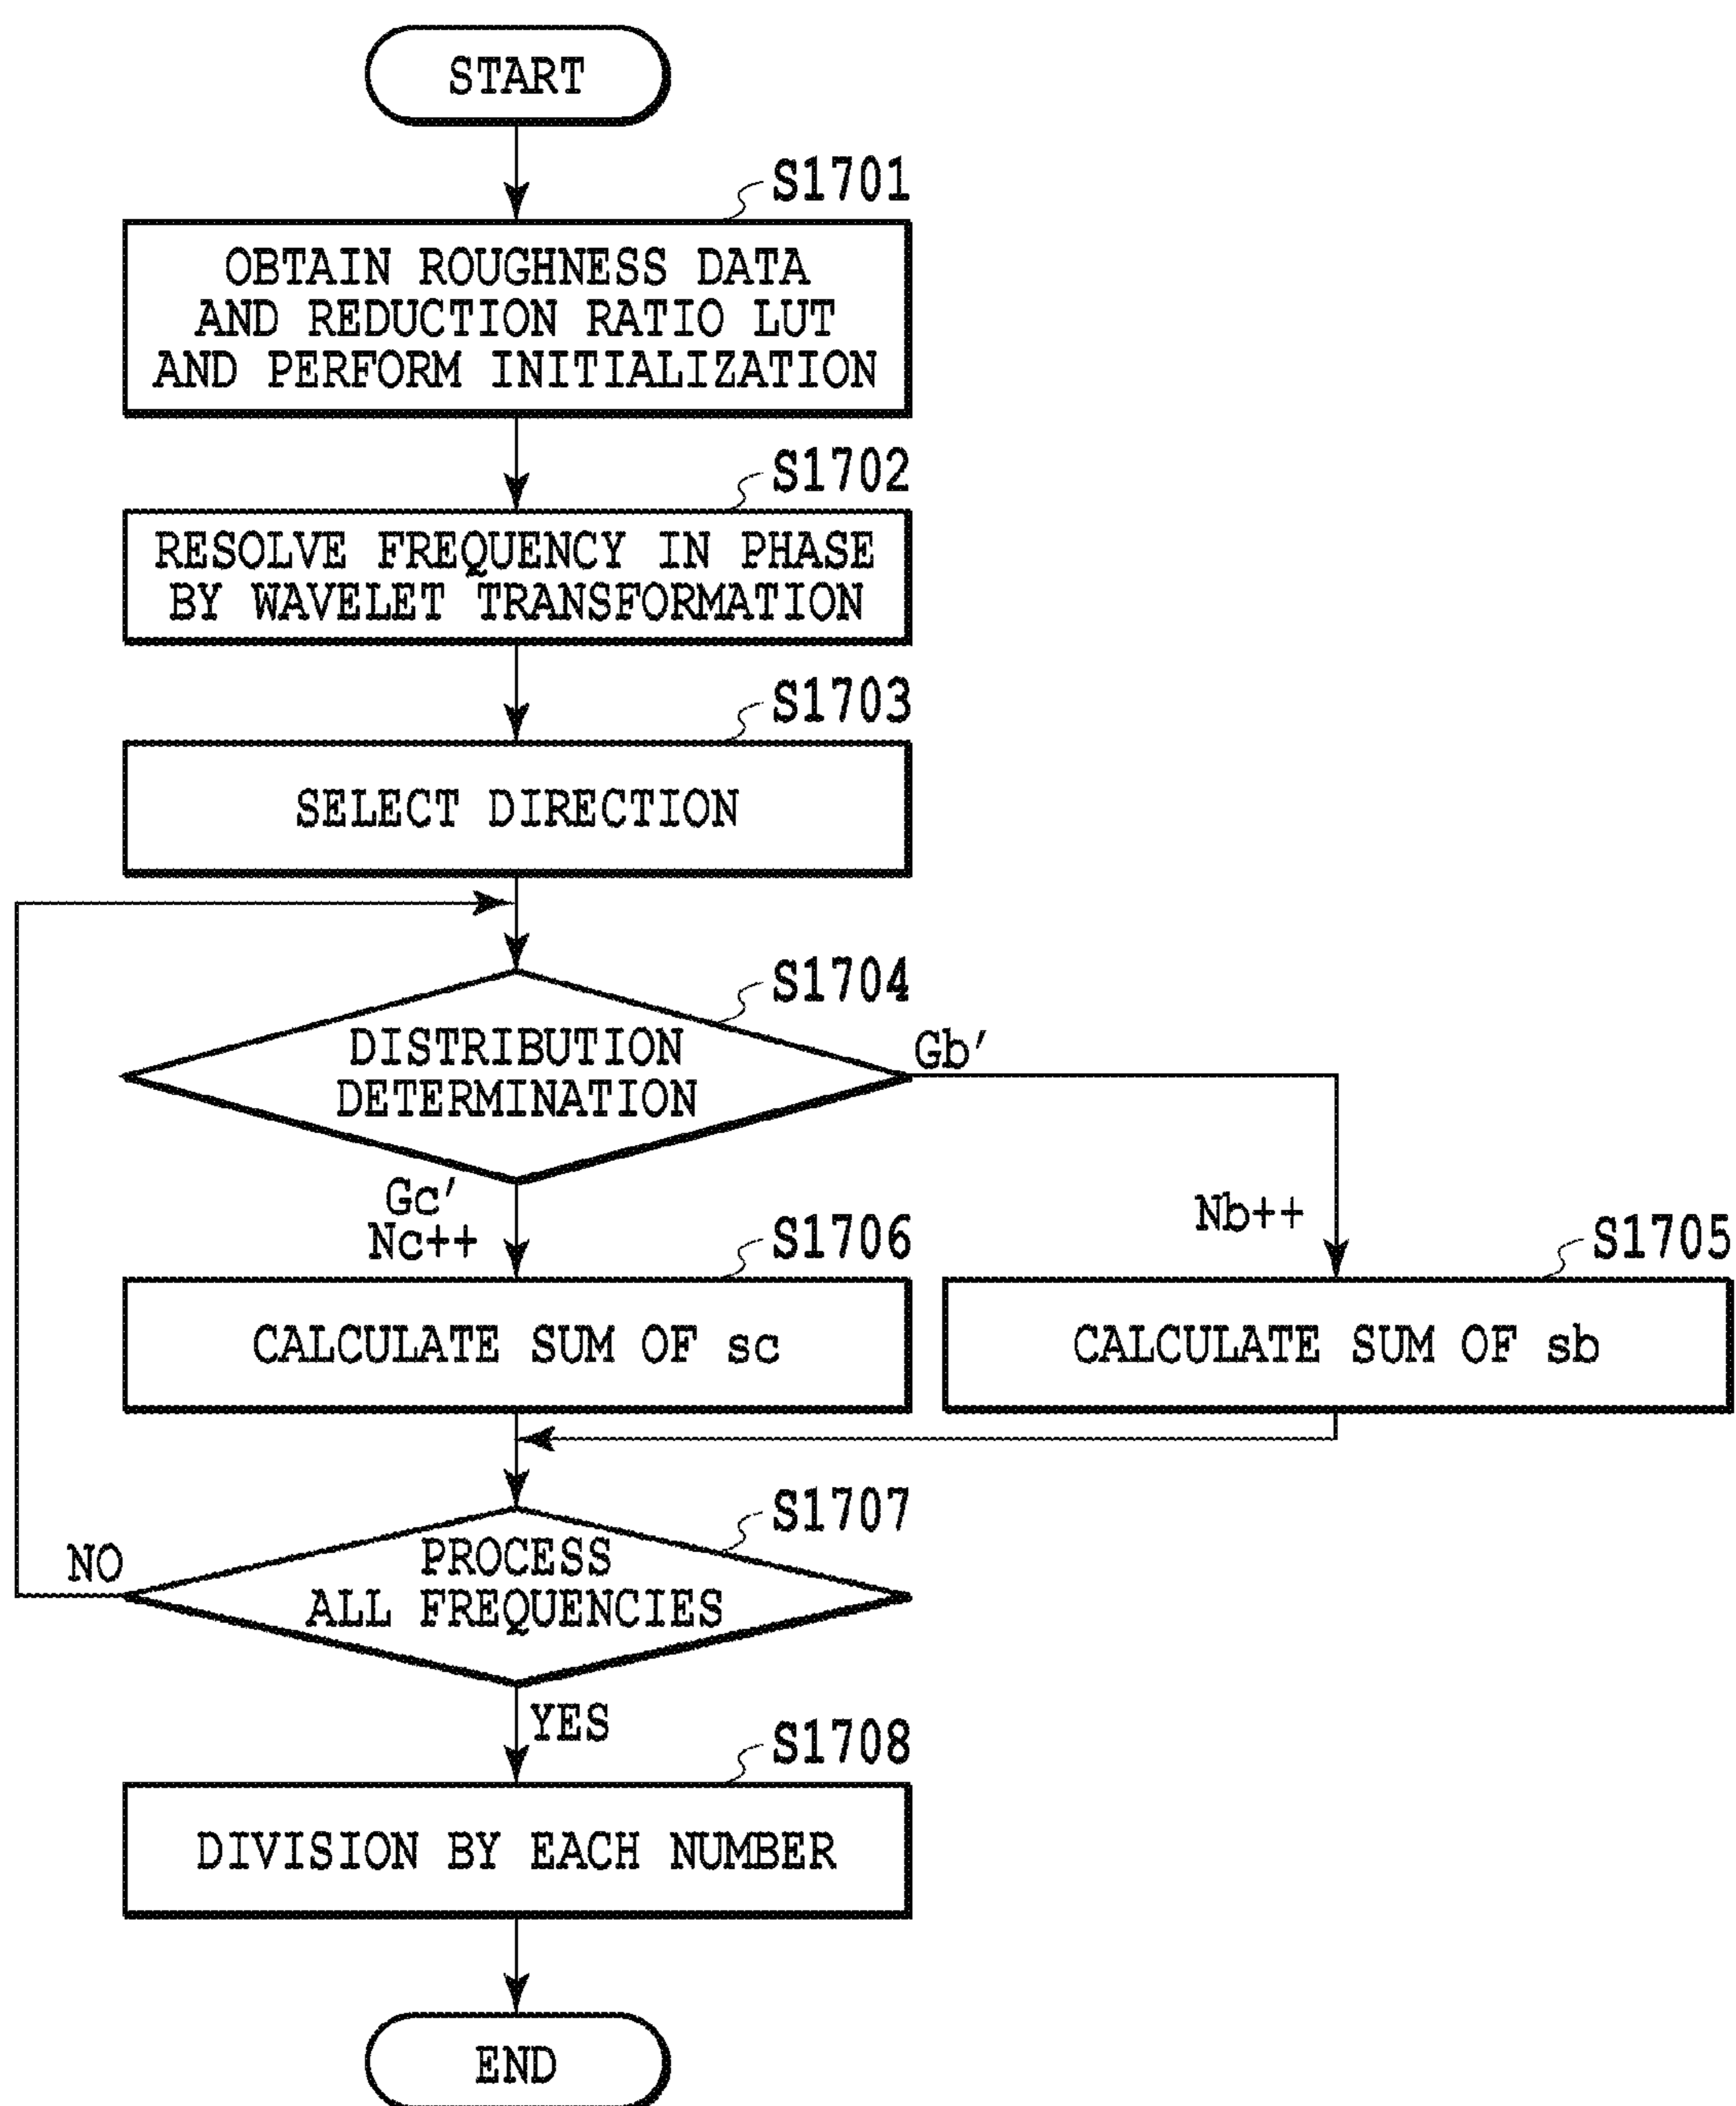 START
S1701
OBTAIN ROUGHNESS DATA
AND REDUCTION RATIO LUT
AND PERFORM INITIALIZATION
S1702
RESOLVE FREQUENCY IN PHASE
BY WAVELET TRANSFORMATION
S1703
SELECT DIRECTION
S1704
DISTRIBUTION
DETERMINATION
Gb'
Gc'
Nc++
Nb++
S1706
CALCULATE SUM OF sc
S1705
CALCULATE SUM OF sb
S1707
PROCESS
ALL FREQUENCIES
NO
YES
S1708
DIVISION BY EACH NUMBER
END